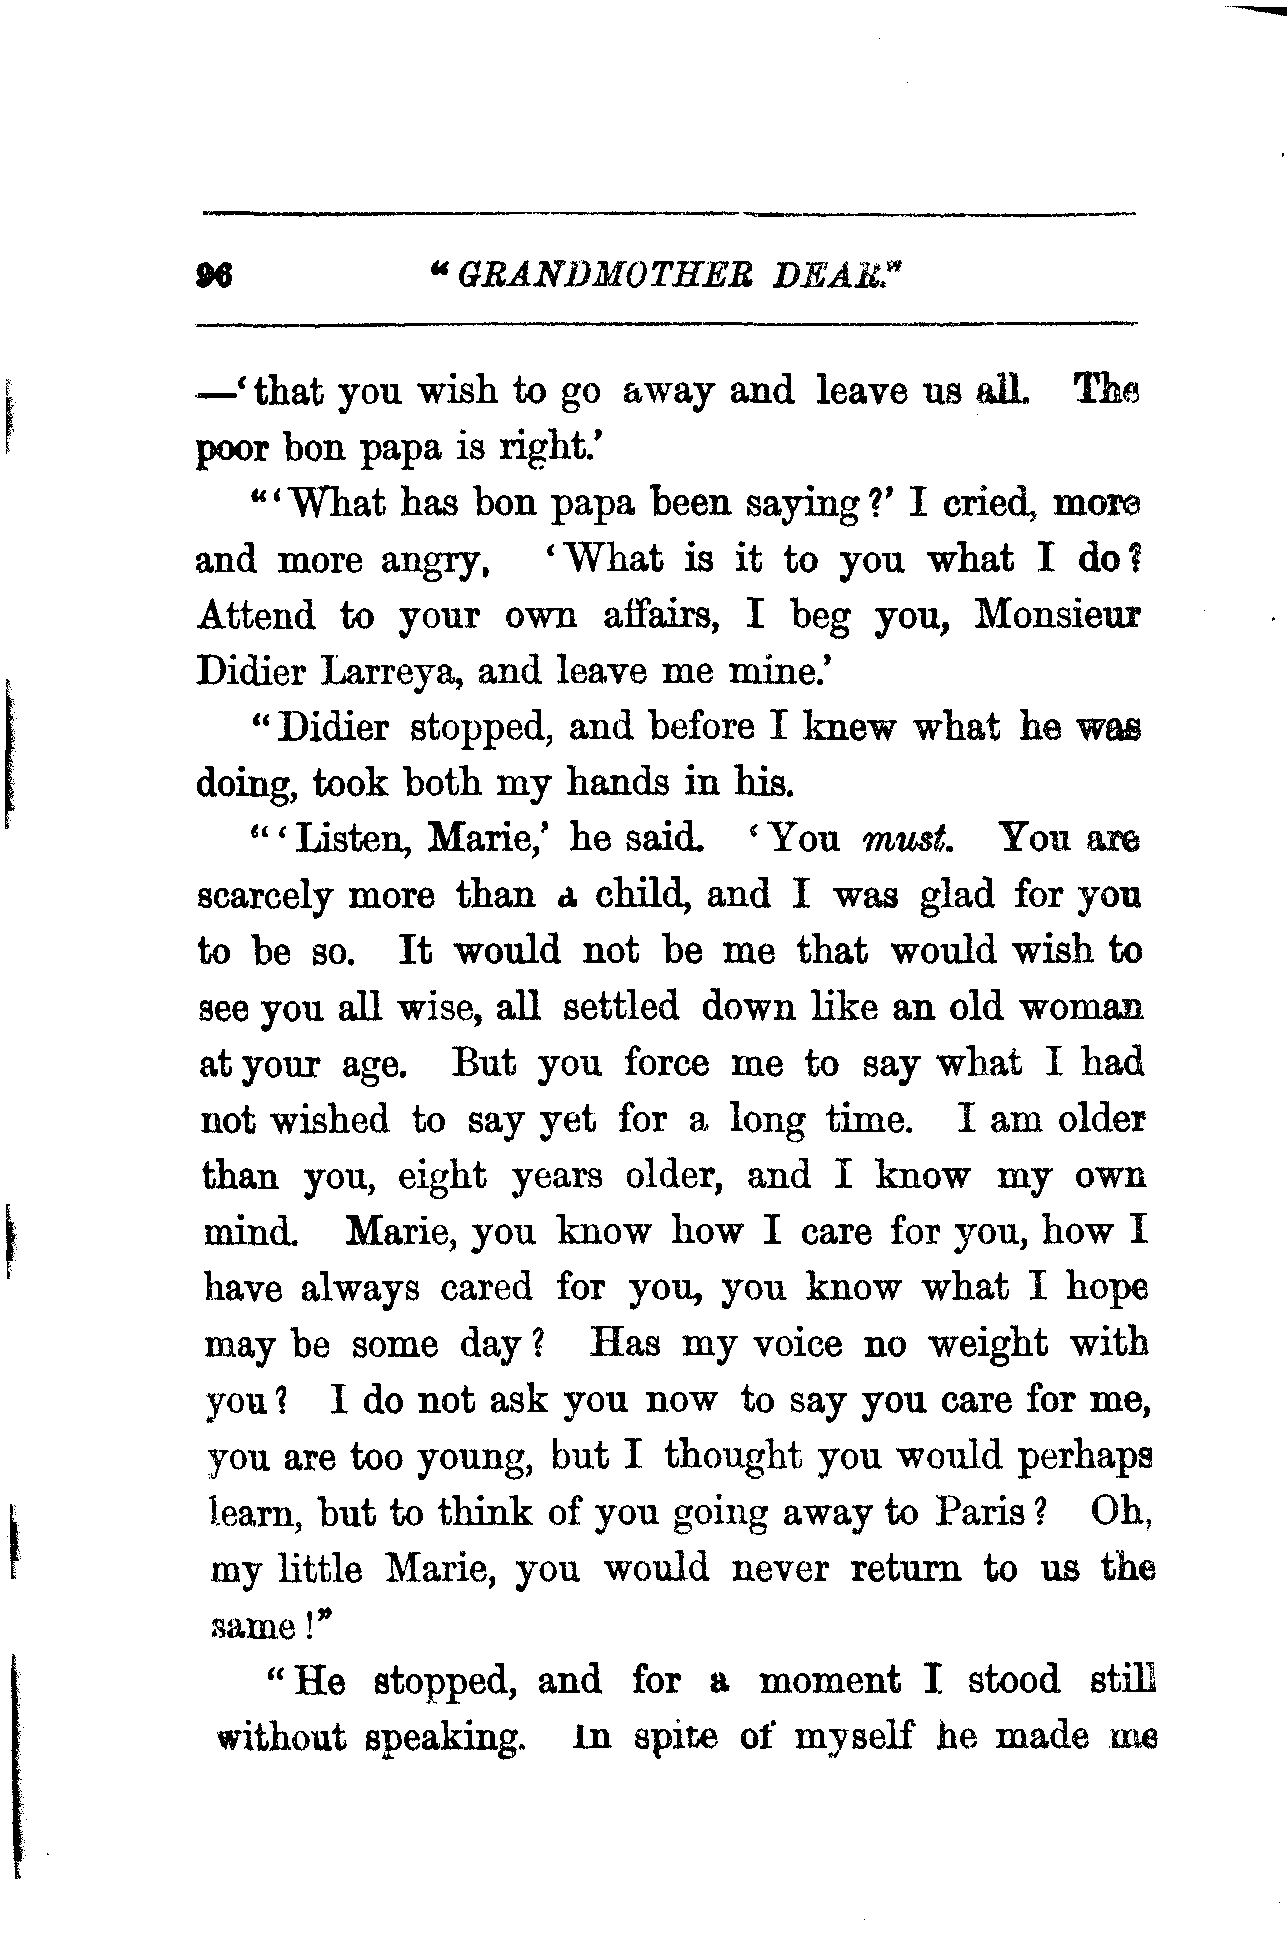 96 "GRANDMOTHER DEAR."
—'that you wish to go away and leave us all. The
poor bon papa is right.'
"'What has bon papa been saying?' I cried, more
and more angry, 'What is it to you what I do?
Attend to your own affairs, I beg you, Monsieur
Didier Larreya, and leave me mine.'
"Didier stopped, and before I knew what he was
doing, took both my hands in his.
"'Listen, Marie,' he said. 'You must. You are
scarcely more than a child, and I was glad for you
to be so. It would not be me that would wish to
see you all wise, all settled down like an old woman
at your age. But you force me to say what I had
not wished to say yet for a long time. I am older
than you, eight years older, and I know my own
mind. Marie, you know how I care for you, how I
have always cared for you, you know what I hope
may be some day? Has my voice no weight with
you? I do not ask you now to say you care for me,
you are too young, but I thought you would perhaps
learn, but to think of you going away to Paris? Oh,
my little Marie, you would never return to us the
same!"
"He stopped, and for a moment I stood still
without speaking. In spite of myself he made me